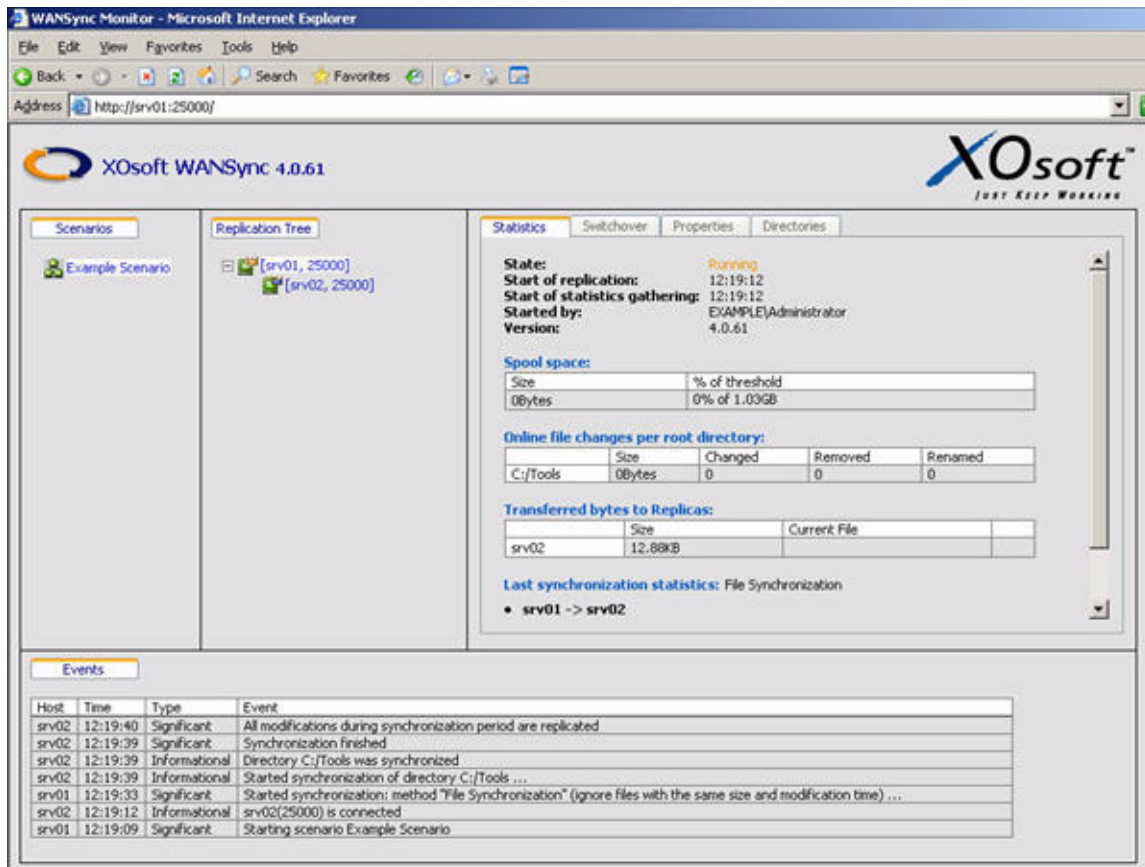 WANSync Monitor - Microsoft Internet Explorer
File Edit View Favorites Tools Help
Back Search Favorites
Address http://srv01:25000/
XOsoft WANSync 4.0.61
XOsoft™
JUST KEEP WORKING
Scenarios
Example Scenario
Replication Tree
[srv01, 25000]
[srv02, 25000]
Statistics Switchover Properties Directories
State: Running
Start of replication: 12:19:12
Start of statistics gathering: 12:19:12
Started by: EXAMPLE\Administrator
Version: 4.0.61
Spool space:
Size % of threshold
0Bytes 0% of 1.03GB
Online file changes per root directory:
Size Changed Removed Renamed
C:/Tools 0Bytes 0 0 0
Transferred bytes to Replicas:
Size Current File
srv02 12.88KB
Last synchronization statistics: File Synchronization
• srv01 -> srv02
Events
Host Time Type Event
srv02 12:19:40 Significant All modifications during synchronization period are replicated
srv02 12:19:39 Significant Synchronization finished
srv02 12:19:39 Informational Directory C:/Tools was synchronized
srv02 12:19:39 Informational Started synchronization of directory C:/Tools ...
srv01 12:19:33 Significant Started synchronization: method "File Synchronization" (ignore files with the same size and modification time) ...
srv02 12:19:12 Informational srv02(25000) is connected
srv01 12:19:09 Significant Starting scenario Example Scenario